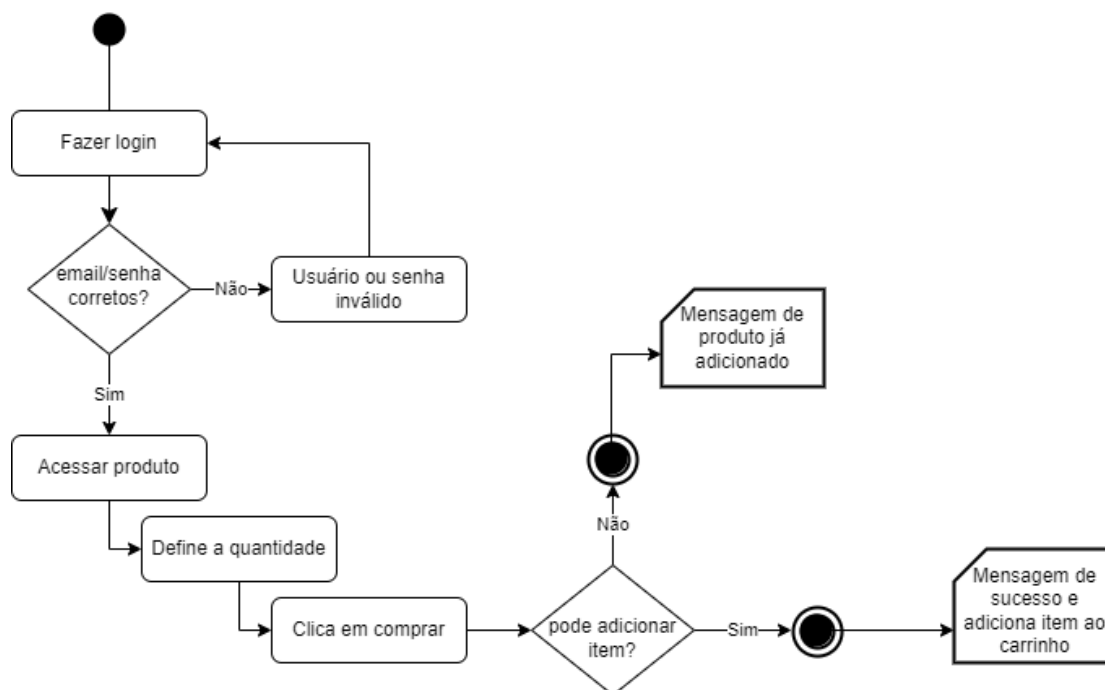 Fazer login
email/senha
corretos?
Não
Usuário ou senha
inválido
Sim
Acessar produto
Define a quantidade
Clica em comprar
pode adicionar
item?
Não
Mensagem de
produto já
adicionado
Sim
Mensagem de
sucesso e
adiciona item ao
carrinho